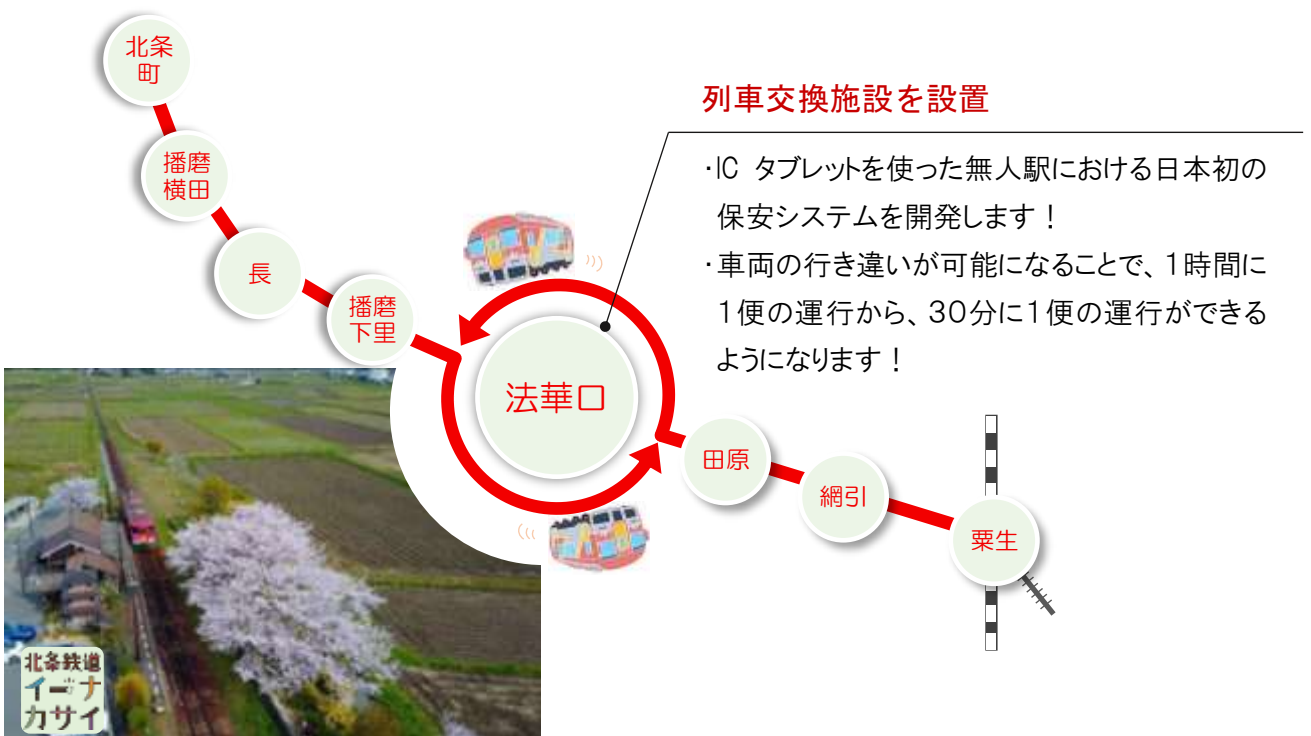 北条
町
播磨
横田
長
播磨
下里
法華口
田原
網引
粟生
列車交換施設を設置
・IC タブレットを使った無人駅における日本初の
保安システムを開発します！
・車両の行き違いが可能になることで、1時間に
1便の運行から、30分に1便の運行ができる
ようになります！
北条鉄道
イーナ
カサイ